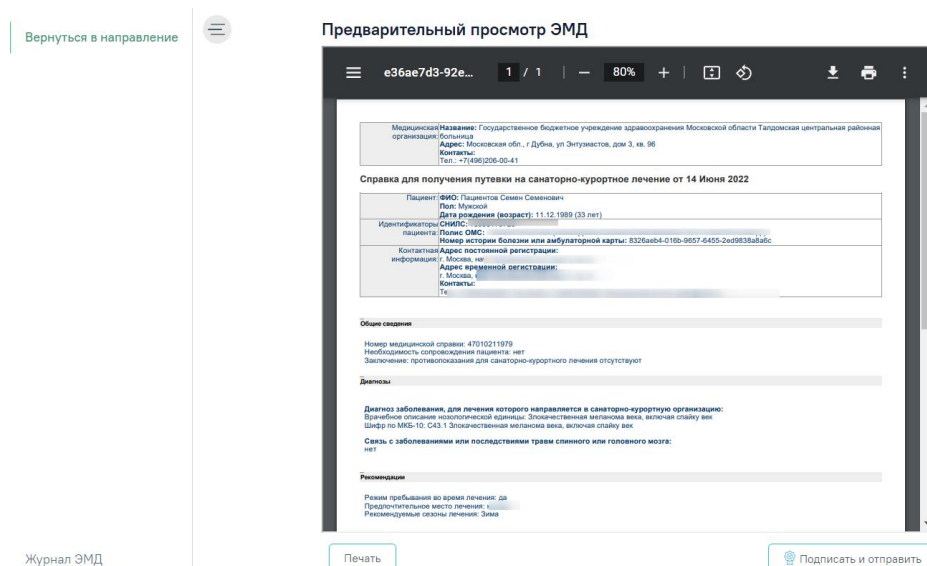 Вернуться в направление
Предварительный просмотр ЭМД
e36ae7d3-92e... 1 / 1 | − 80% + |
Медицинская организация: Название: Государственное бюджетное учреждение здравоохранения Московской области Талдомская центральная районная
больница
Адрес: Московская обл., г Дубна, ул Энтузиастов, дом 3, кв. 96
Контакты:
Тел.: +7(496)206-00-41
Справка для получения путевки на санаторно-курортное лечение от 14 Июня 2022
Пациент: ФИО: Пациентов Семен Семенович
Пол: Мужской
Дата рождения (возраст): 11.12.1989 (33 лет)
Идентификаторы пациента: СНИЛС:
Полис ОМС:
Номер истории болезни или амбулаторной карты: 8326aeb4-016b-9657-6455-2ed9838a8a6c
Контактная информация: Адрес постоянной регистрации:
г. Москва,
Адрес временной регистрации:
г. Москва,
Контакты:
Общие сведения
Номер медицинской справки: 47010211979
Необходимость сопровождения пациента: нет
Заключение: противопоказания для санаторно-курортного лечения отсутствуют
Диагнозы
Диагноз заболевания, для лечения которого направляется в санаторно-курортную организацию:
Врачебное описание нозологической единицы: Злокачественная меланома века, включая спайку век
Шифр по МКБ-10: C43.1 Злокачественная меланома века, включая спайку век
Связь с заболеваниями или последствиями травм спинного или головного мозга:
нет
Рекомендации
Режим пребывания во время лечения: да
Предпочтительное место лечения:
Рекомендуемые сезоны лечения: Зима
Журнал ЭМД
Печать
Подписать и отправить